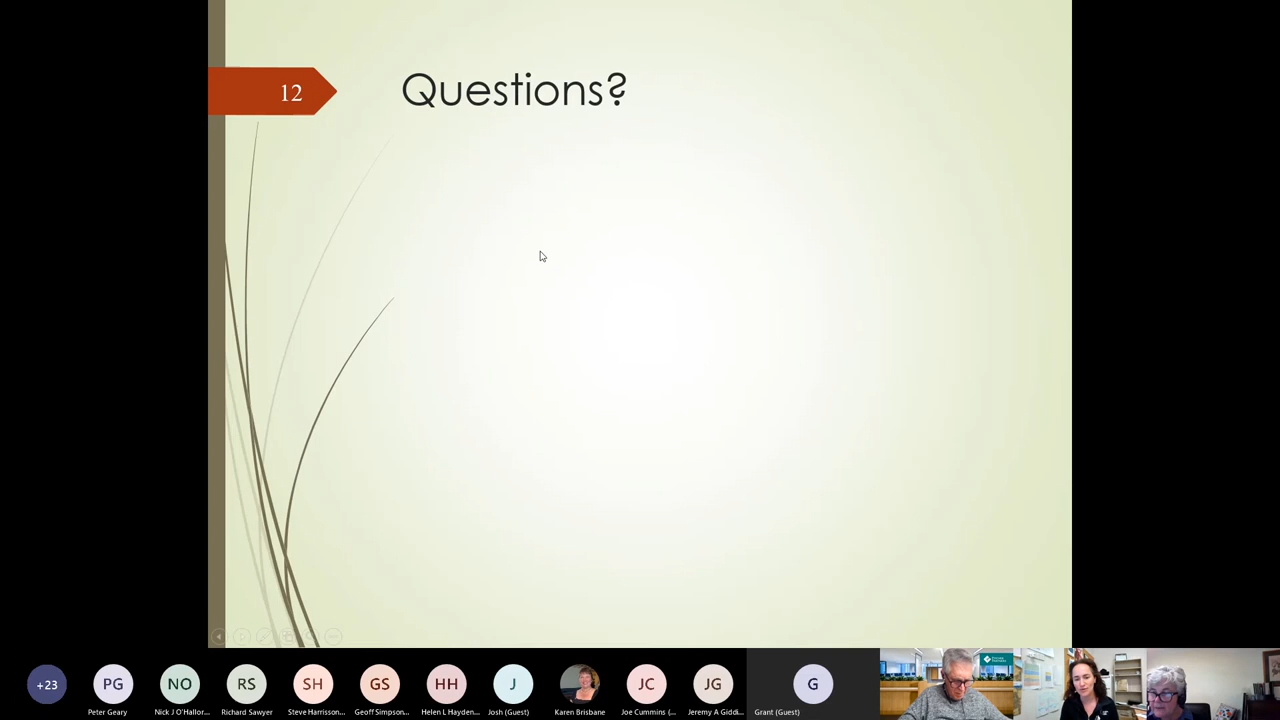 12
Questions?
+23
PG
NO
RS
SH
GS
HH
J
JC
JG
G
Peter Geary
Nick J O'Hallor...
Richard Sawyer
Steve Harrisson...
Geoff Simpson...
Helen L Hayden...
Josh (Guest)
Karen Brisbane
Joe Cummins (...
Jeremy A Giddi...
Grant (Guest)